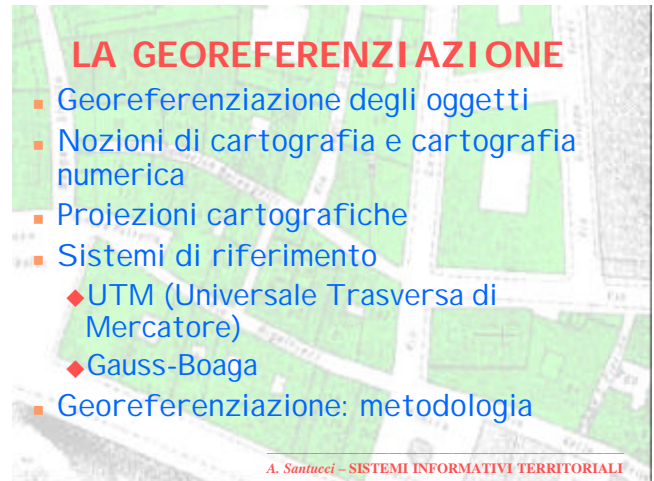 LA GEOREFERENZIAZIONE
Georeferenziazione degli oggetti
Nozioni di cartografia e cartografia
numerica
Proiezioni cartografiche
Sistemi di riferimento
UTM (Universale Trasversa di
Mercatore)
Gauss-Boaga
Georeferenziazione: metodologia
A. Santucci – SISTEMI INFORMATIVI TERRITORIALI